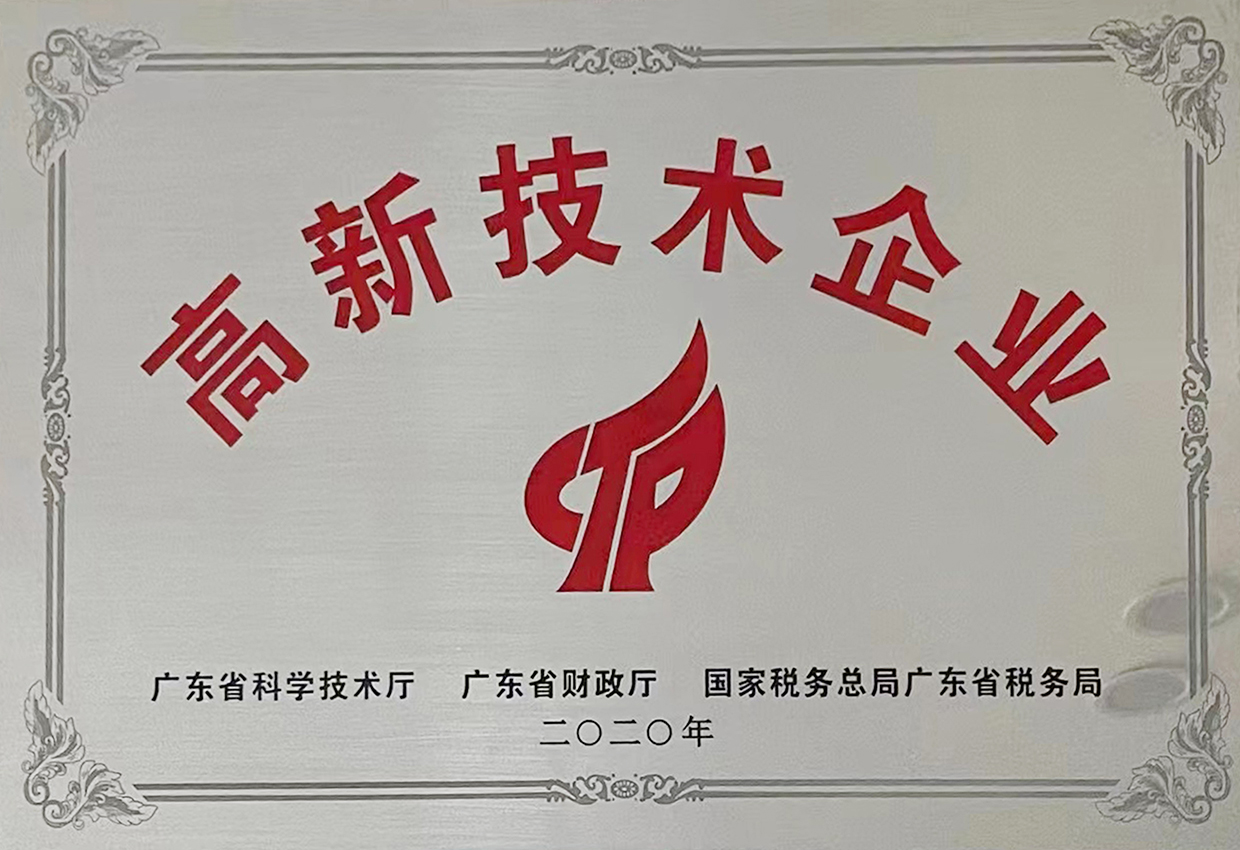 高新技术企业
广东省科学技术厅 广东省财政厅 国家税务总局广东省税务局
二〇二〇年